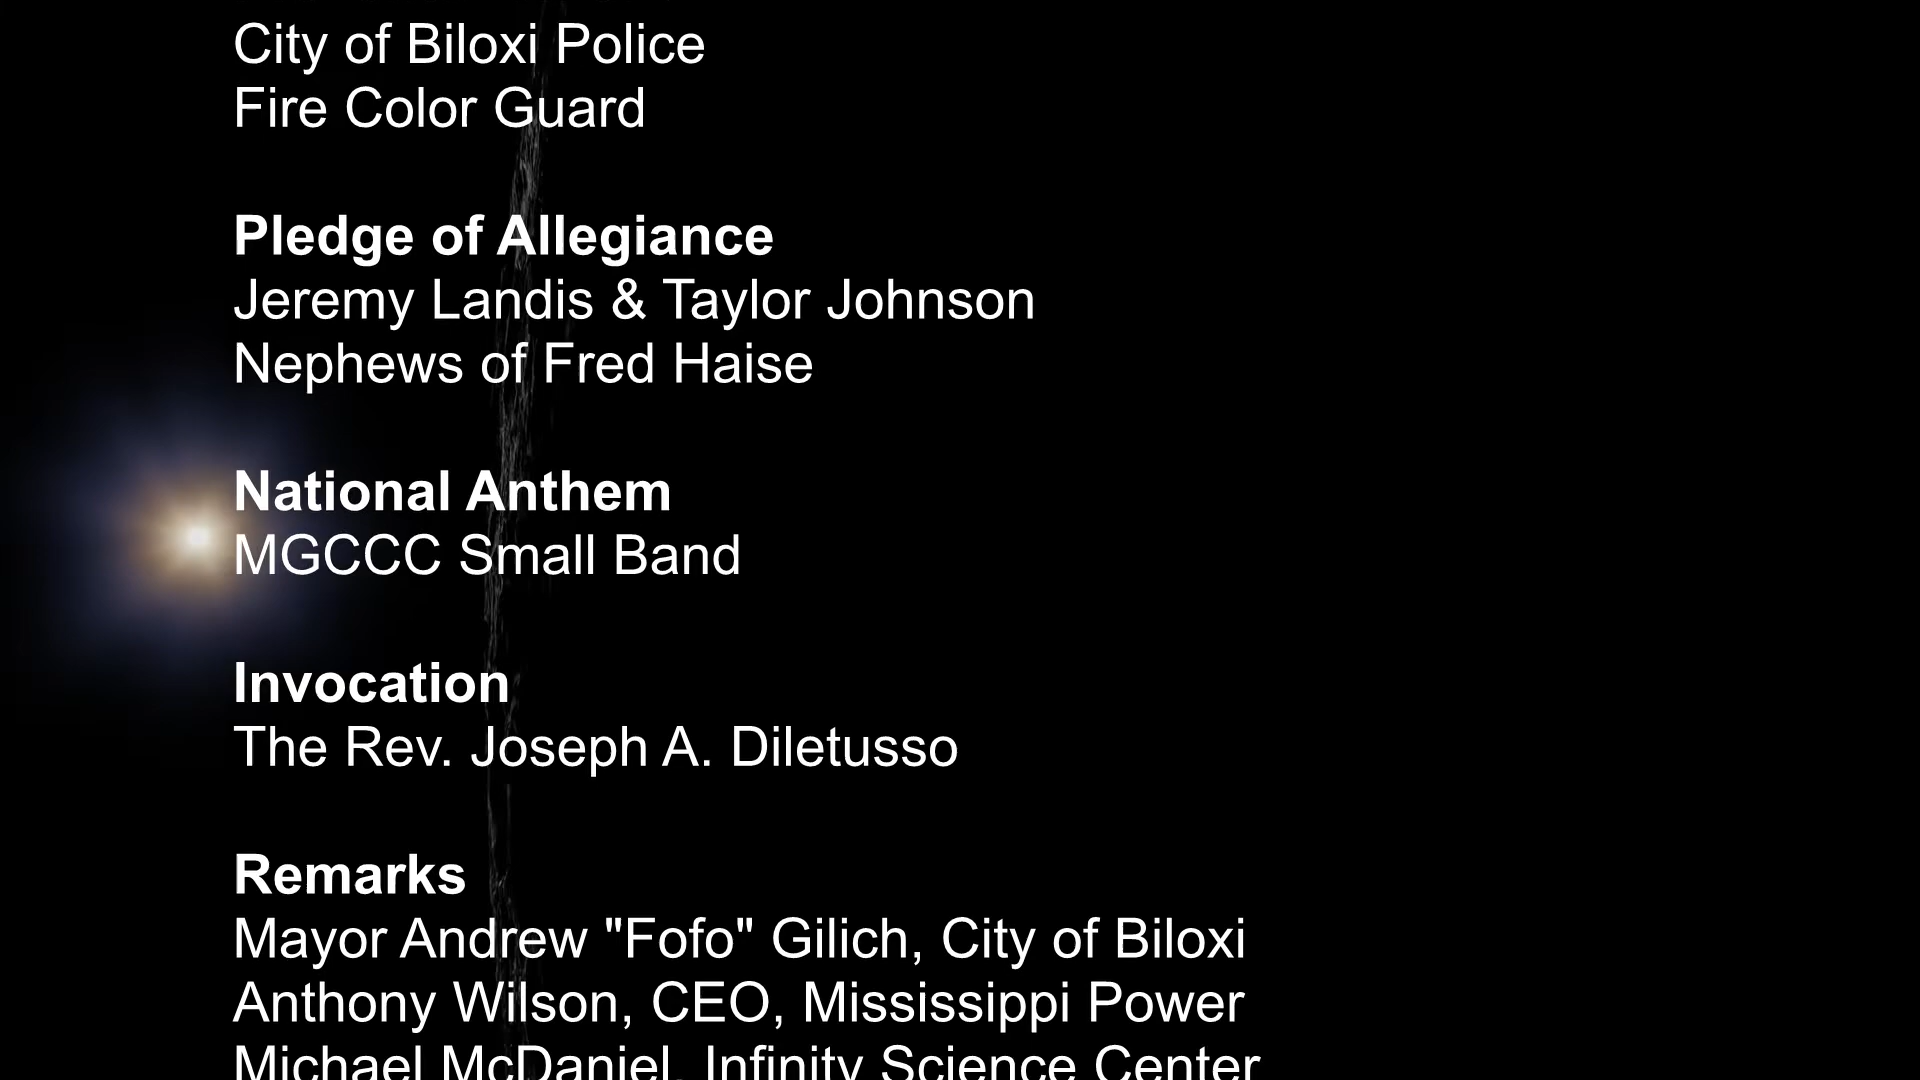 City of Biloxi Police
Fire Color Guard
Pledge of Allegiance
Jeremy Landis & Taylor Johnson
Nephews of Fred Haise
National Anthem
MGCCC Small Band
Invocation
The Rev. Joseph A. Diletusso
Remarks
Mayor Andrew "Fofo" Gilich, City of Biloxi
Anthony Wilson, CEO, Mississippi Power
Michael McDaniel, Infinity Science Center